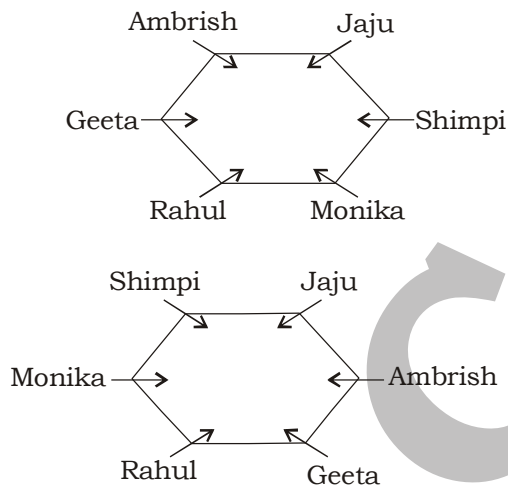 Ambrish Jaju
Geeta Shimpi
Rahul Monika
Shimpi Jaju
Monika Ambrish
Rahul Geeta